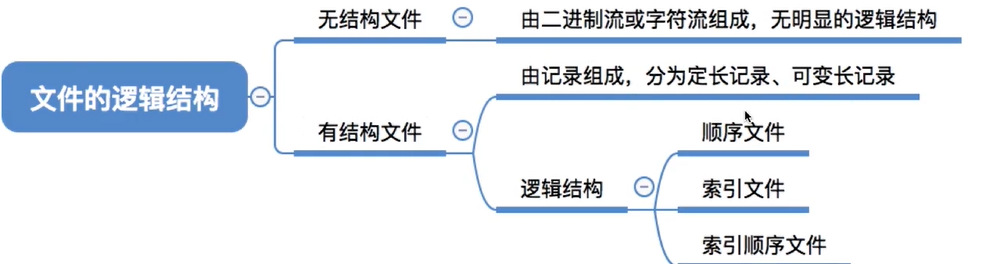 无结构文件
由二进制流或字符流组成，无明显的逻辑结构
文件的逻辑结构
由记录组成，分为定长记录、可变长记录
有结构文件
顺序文件
逻辑结构
索引文件
索引顺序文件